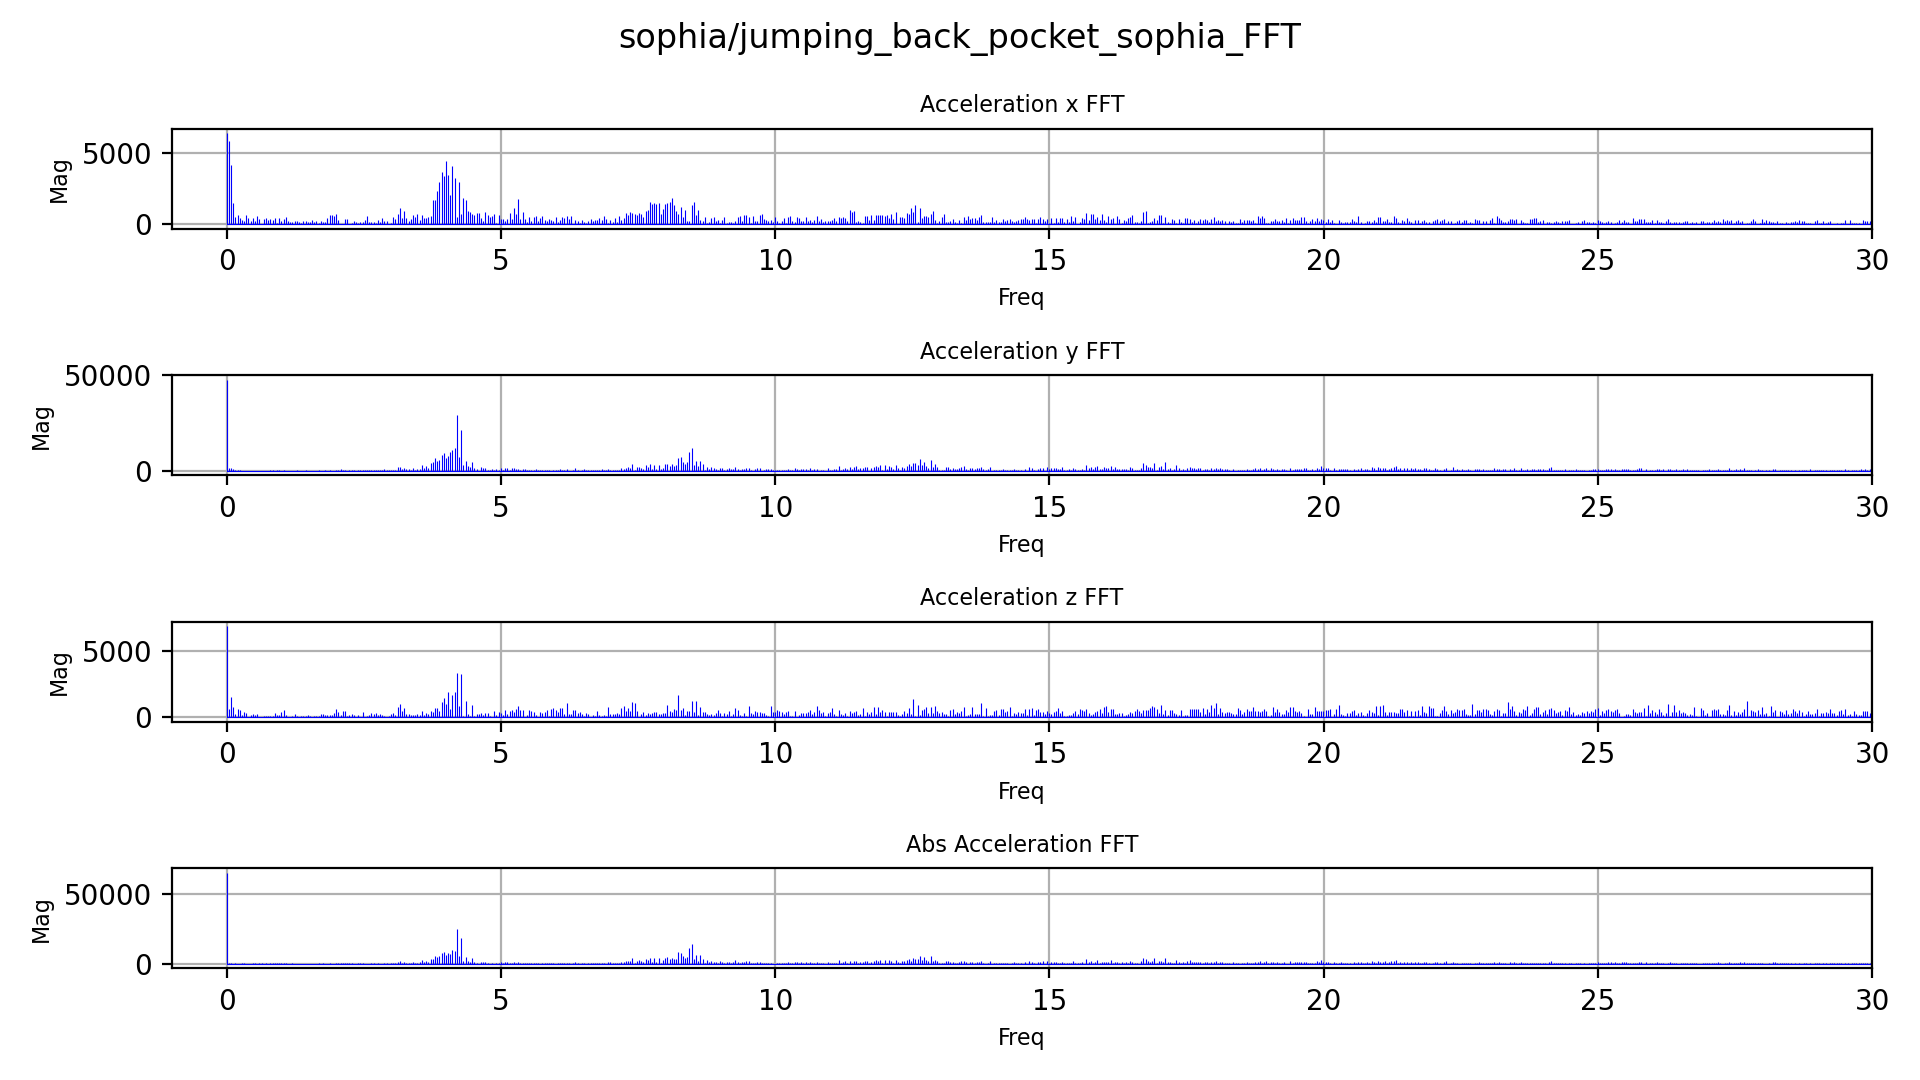 sophia/jumping_back_pocket_sophia_FFT
Acceleration x FFT
Mag
5000
0
0 5 10 15 20 25 30
Freq
Acceleration y FFT
Mag
50000
0
0 5 10 15 20 25 30
Freq
Acceleration z FFT
Mag
5000
0
0 5 10 15 20 25 30
Freq
Abs Acceleration FFT
Mag
50000
0
0 5 10 15 20 25 30
Freq